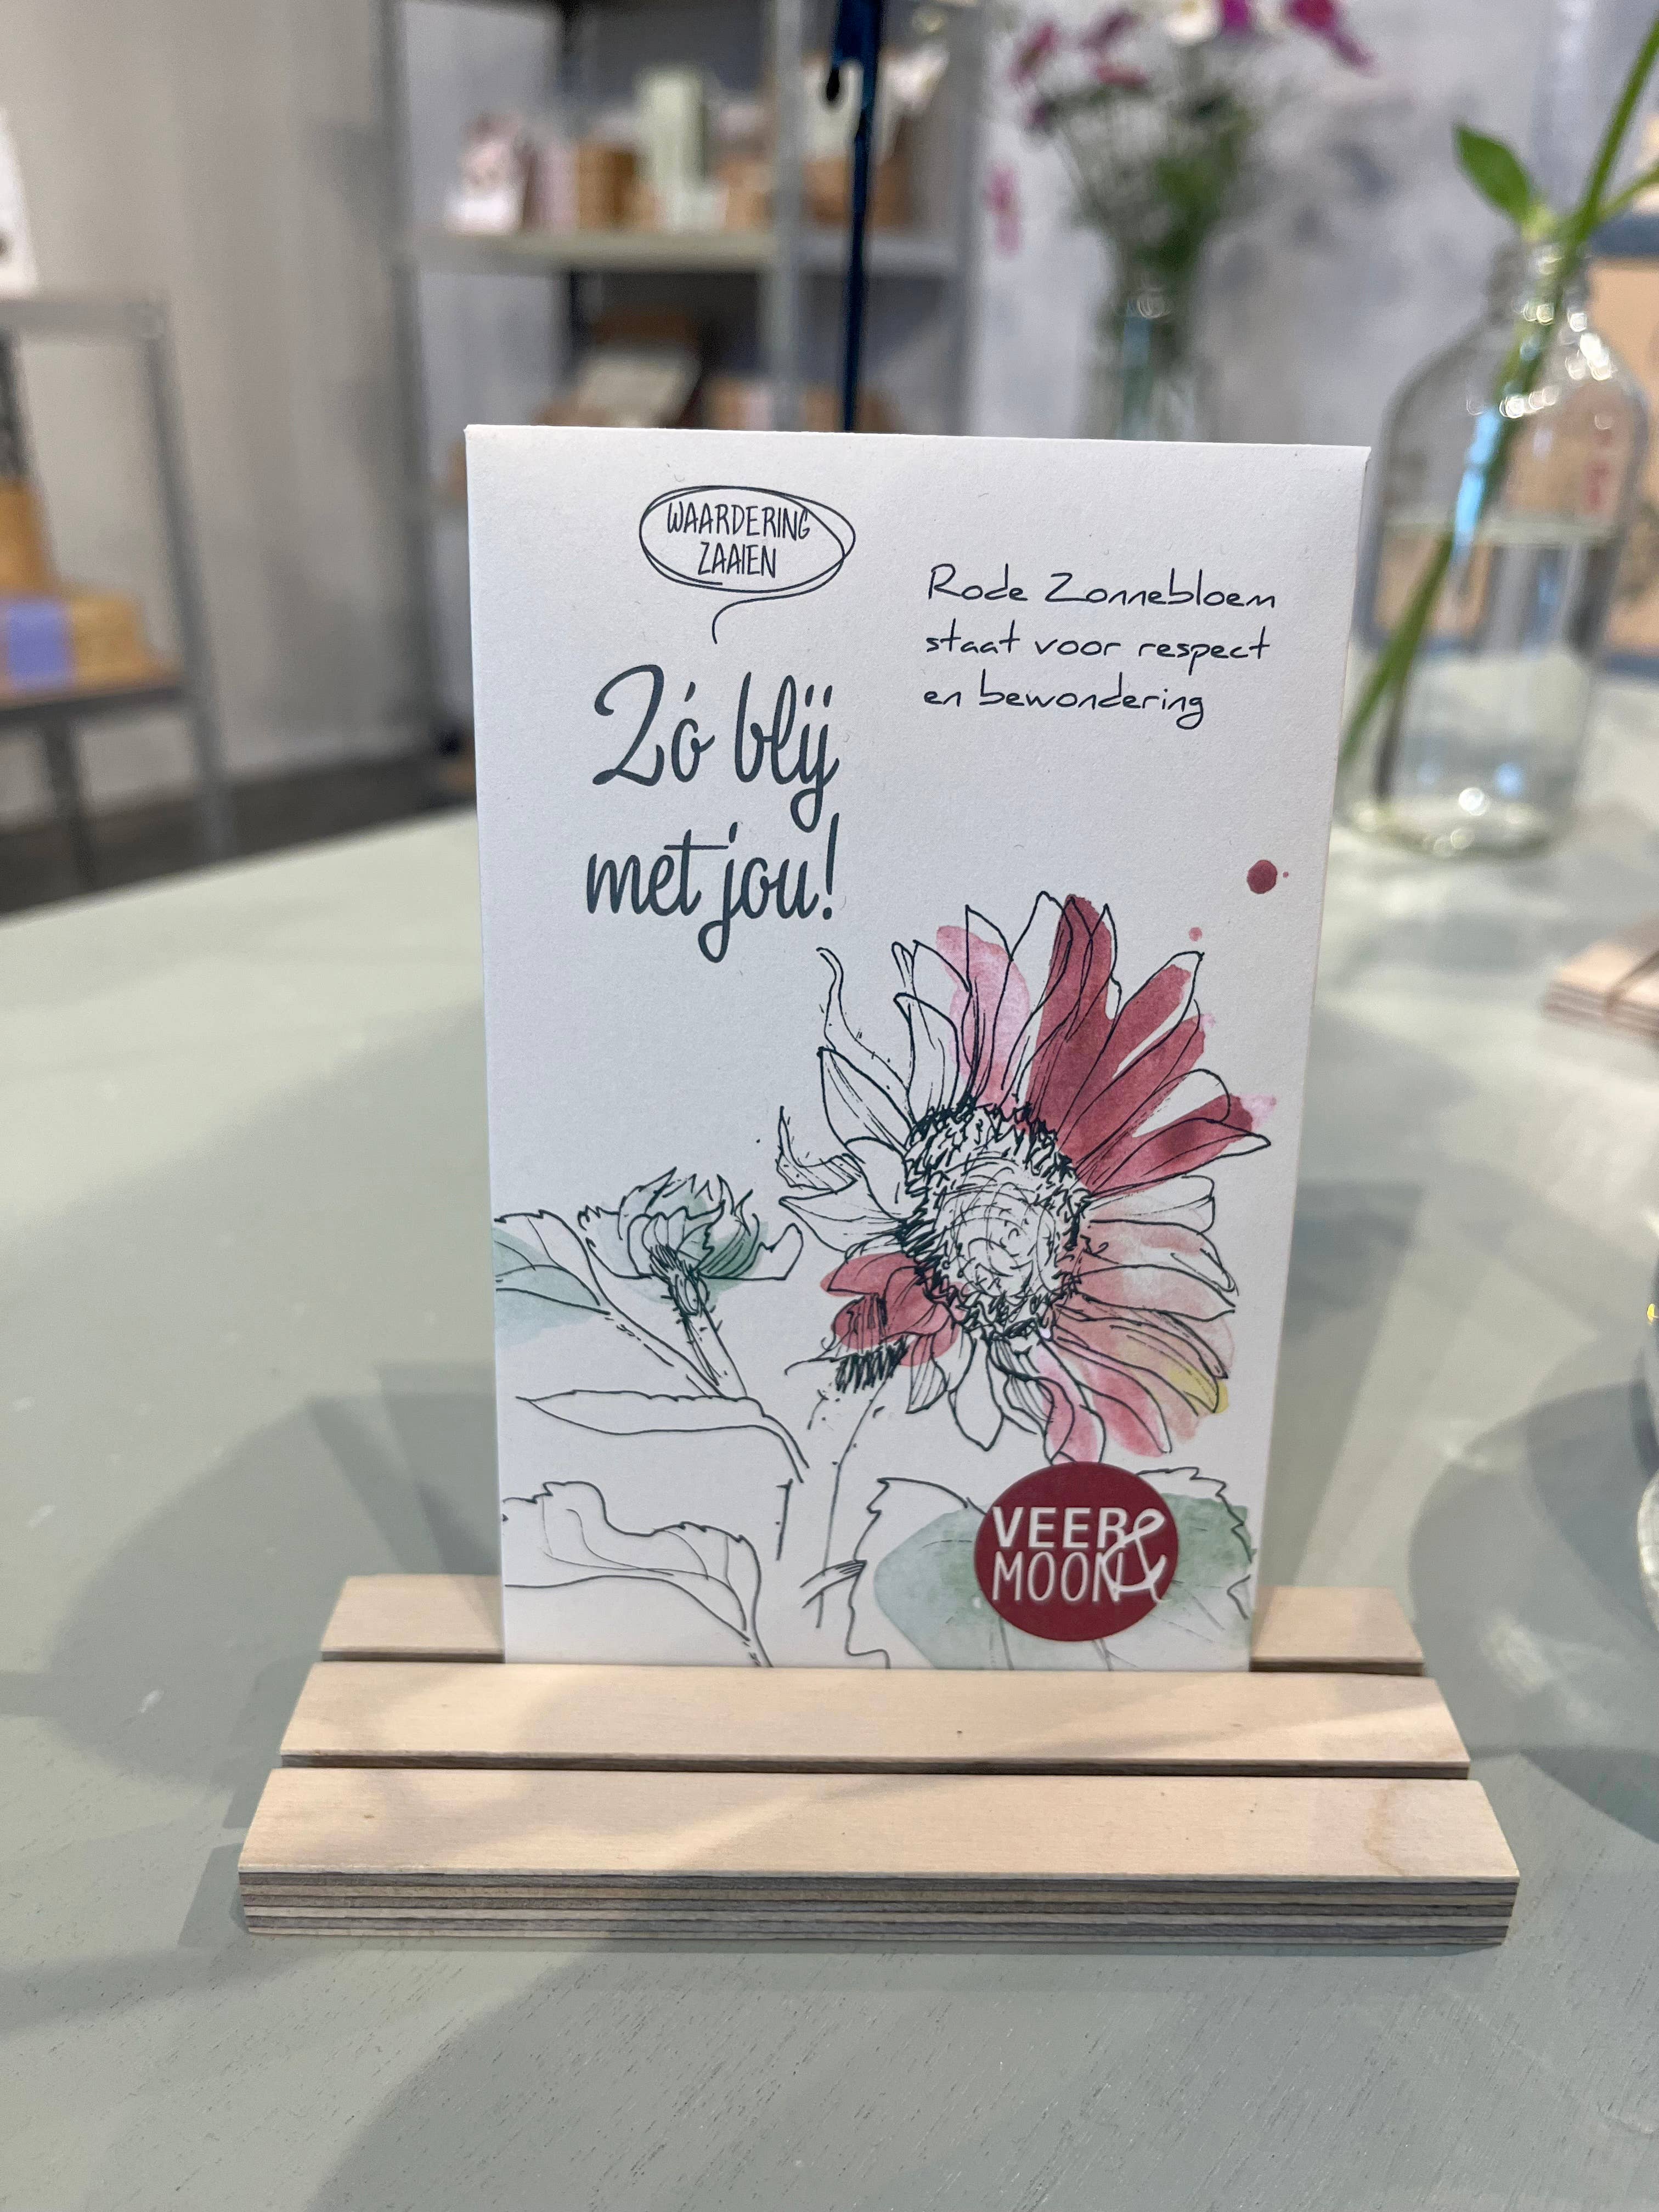 WAARDERING
ZAAIEN
Zó blij
met jou!
Rode Zonnebloem
staat voor respect
en bewondering
VEER &
MOON